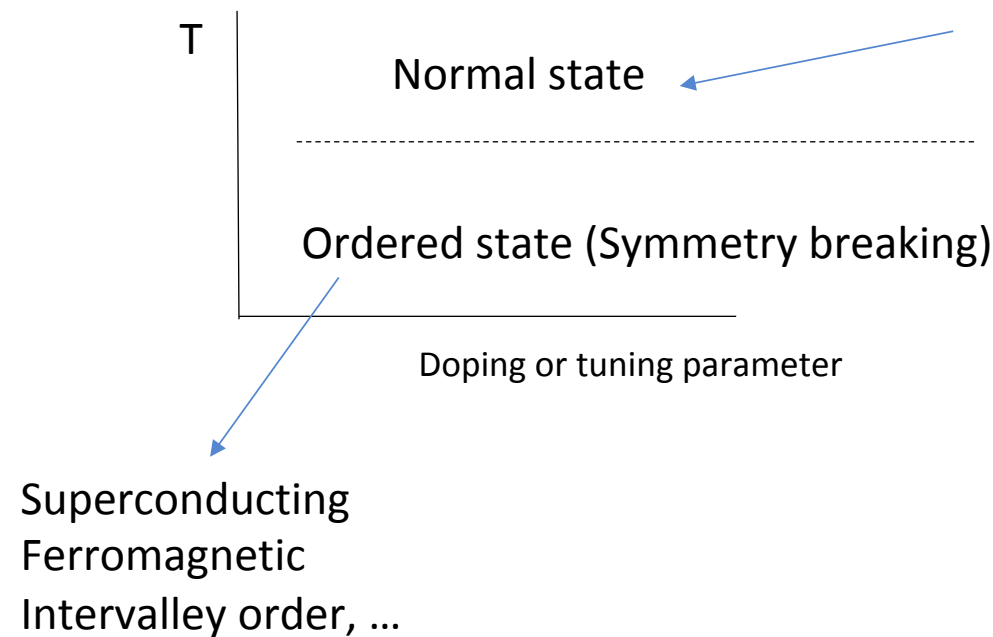 T
Normal state
Ordered state (Symmetry breaking)
Doping or tuning parameter
Superconducting
Ferromagnetic
Intervalley order, …